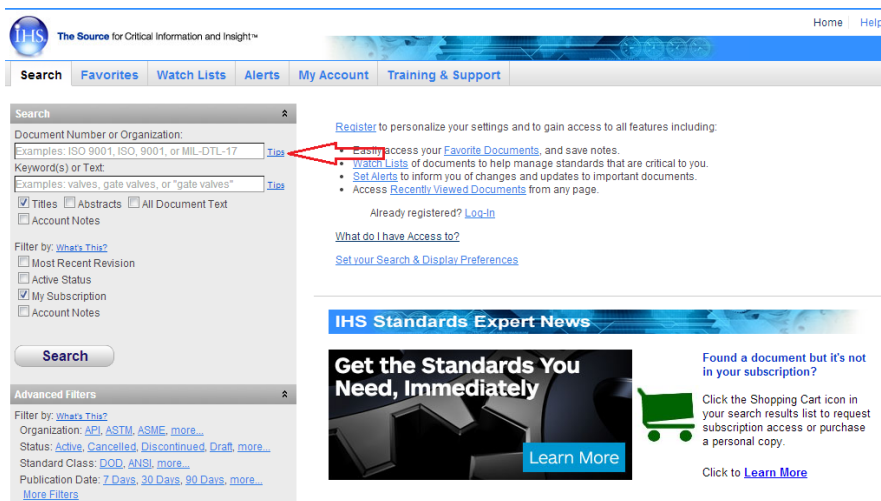 Home Help
IHS The Source for Critical Information and Insight™
Search Favorites Watch Lists Alerts My Account Training & Support
Search
Document Number or Organization:
Examples: ISO 9001, ISO, 9001, or MIL-DTL-17 Tips
Keyword(s) or Text:
Examples: valves, gate valves, or "gate valves" Tips
Titles Abstracts All Document Text
Account Notes
Filter by: What's This?
Most Recent Revision
Active Status
My Subscription
Account Notes
Search
Advanced Filters
Filter by: What's This?
Organization: API, ASTM, ASME, more...
Status: Active, Cancelled, Discontinued, Draft, more...
Standard Class: DOD, ANSI, more...
Publication Date: 7 Days, 30 Days, 90 Days, more...
More Filters
Register to personalize your settings and to gain access to all features including:
• Easily access your Favorite Documents, and save notes.
• Watch Lists of documents to help manage standards that are critical to you.
• Set Alerts to inform you of changes and updates to important documents.
• Access Recently Viewed Documents from any page.
Already registered? Log-In
What do I have Access to?
Set your Search & Display Preferences
IHS Standards Expert News
Get the Standards You
Need, Immediately
Learn More
Found a document but it's not
in your subscription?
Click the Shopping Cart icon in
your search results list to request
subscription access or purchase
a personal copy.
Click to Learn More